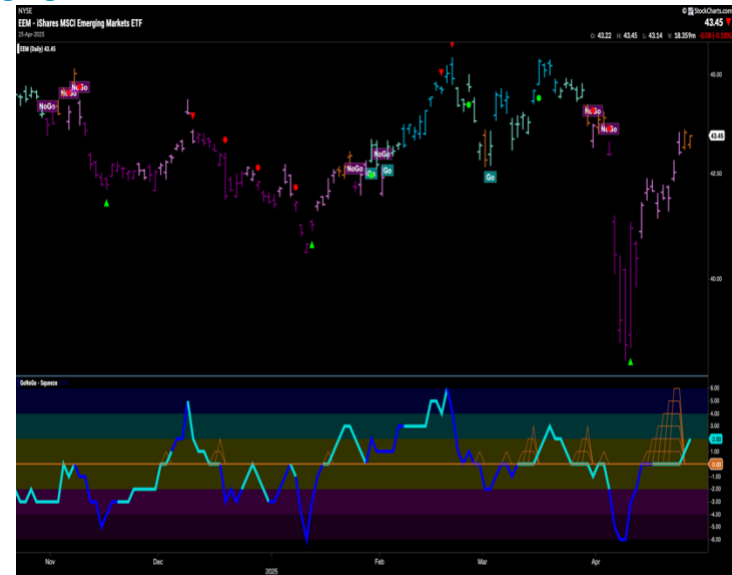 NYSE
© StockCharts.com
EEM - iShares MSCI Emerging Markets ETF
43.45
25-Apr-2025
O: 43.22 H: 43.45 L: 43.14 V: 18.359m -0.08 (-0.18%)
EEM (Daily) 43.45
45.00
NoGo
NoGo
NoGo
NoGo
NoGo
43.45
NoGo
NoGo
Go
Go
Go
42.50
40.00
GoNoGo - Squeeze
6.00
5.00
4.00
3.00
2.00
1.00
0.00
-1.00
-2.00
-3.00
-4.00
-5.00
-6.00
Nov
Dec
2025
Feb
Mar
Apr